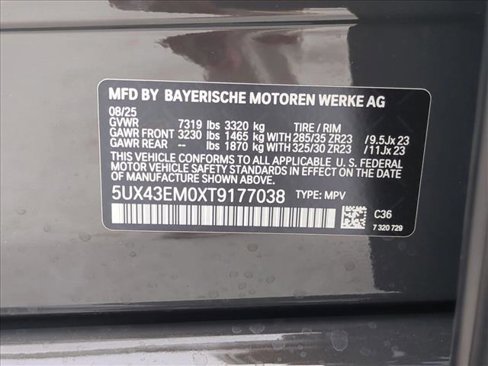 MFD BY BAYERISCHE MOTOREN WERKE AG
08/25
GVWR 7319 lbs 3320 kg TIRE / RIM
GAWR FRONT 3230 lbs 1465 kg WITH 285/35 ZR23 / 9.5Jx 23
GAWR REAR -- lbs 1870 kg WITH 325/30 ZR23 / 11Jx 23
THIS VEHICLE CONFORMS TO ALL APPLICABLE U. S. FEDERAL
MOTOR VEHICLE SAFETY STANDARDS IN EFFECT ON THE DATE OF
MANUFACTURE SHOWN ABOVE.
5UX43EM0XT9177038 TYPE: MPV
C36
7 320 729